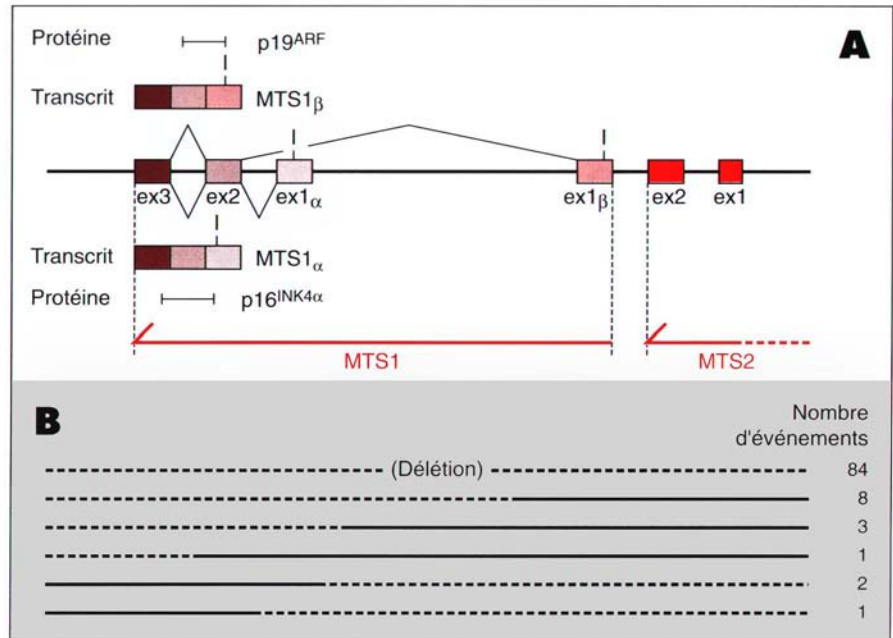 Protéine p19ARF A
Transcrit MTS1β
ex3 ex2 ex1α ex1β ex2 ex1
Transcrit MTS1α
Protéine p16INK4α
MTS1 MTS2
B Nombre
d'événements
(Délétion) 84
8
3
1
2
1